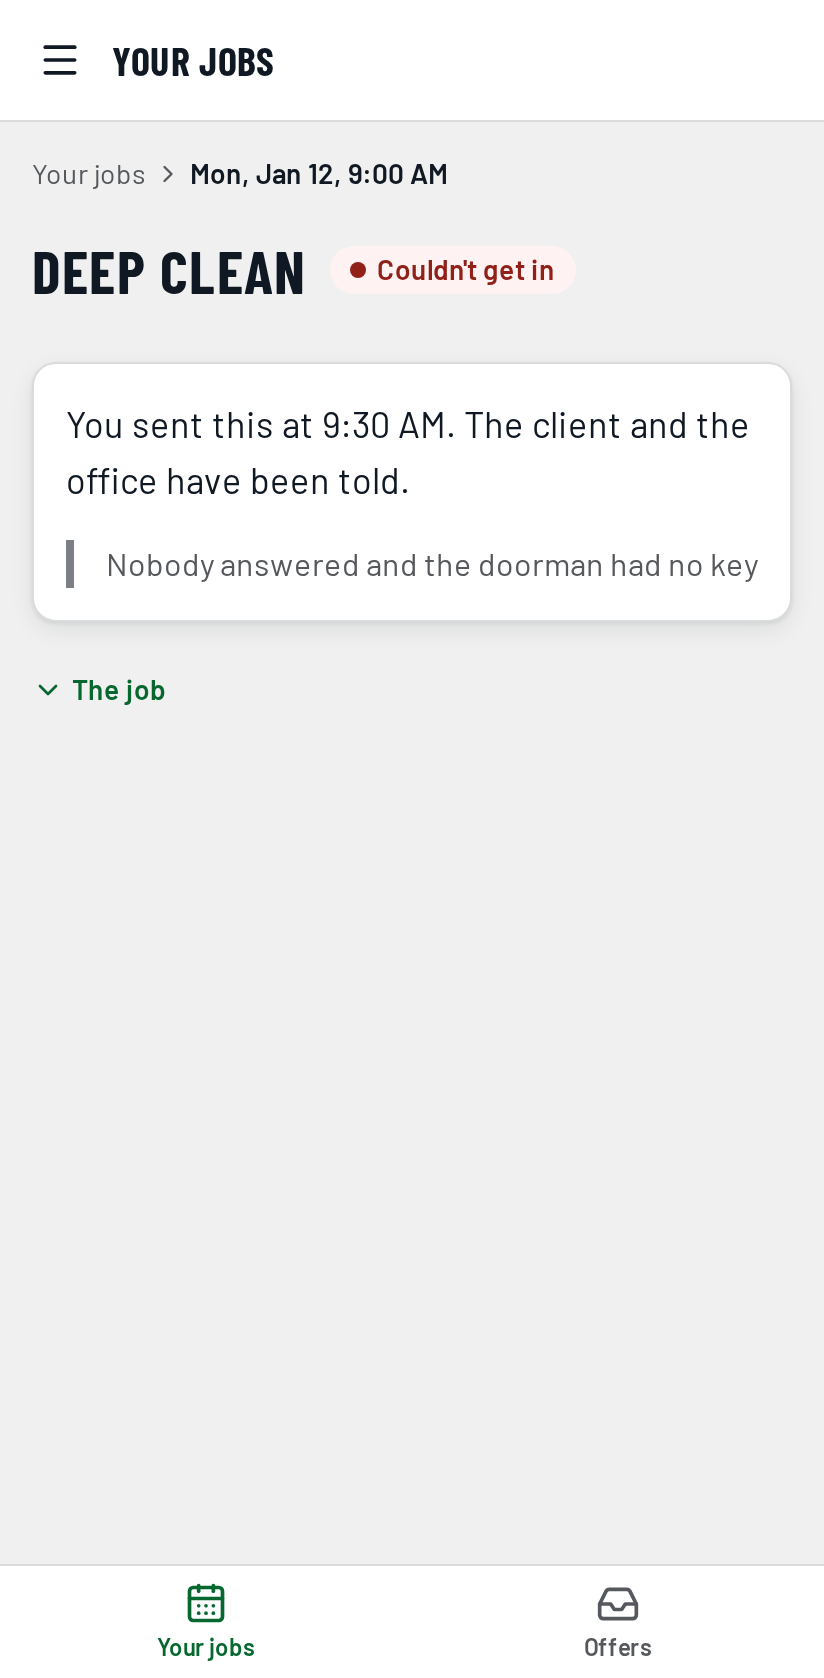 YOUR JOBS
Your jobs
Mon, Jan 12, 9:00 AM
DEEP CLEAN
Couldn't get in
You sent this at 9:30 AM. The client and the
office have been told.
Nobody answered and the doorman had no key
The job
Your jobs
Offers